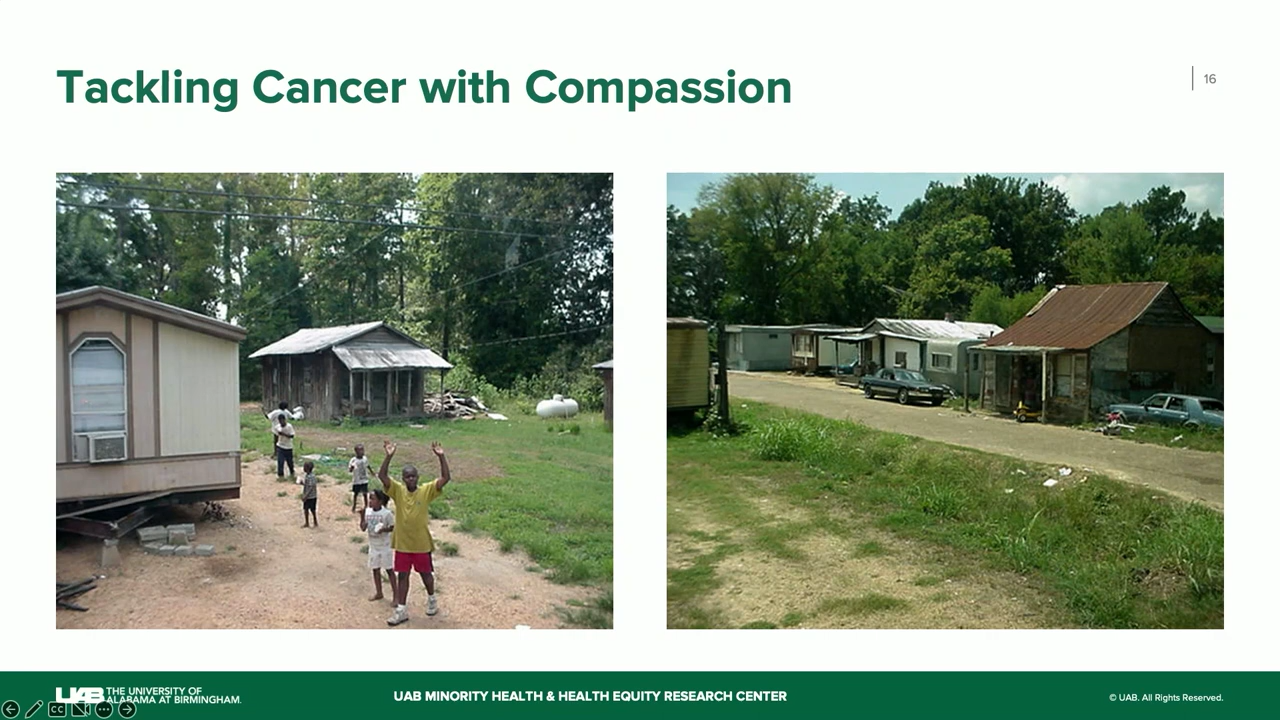 Tackling Cancer with Compassion
16
UAB THE UNIVERSITY OF
ALABAMA AT BIRMINGHAM.
UAB MINORITY HEALTH & HEALTH EQUITY RESEARCH CENTER
© UAB. All Rights Reserved.
CC